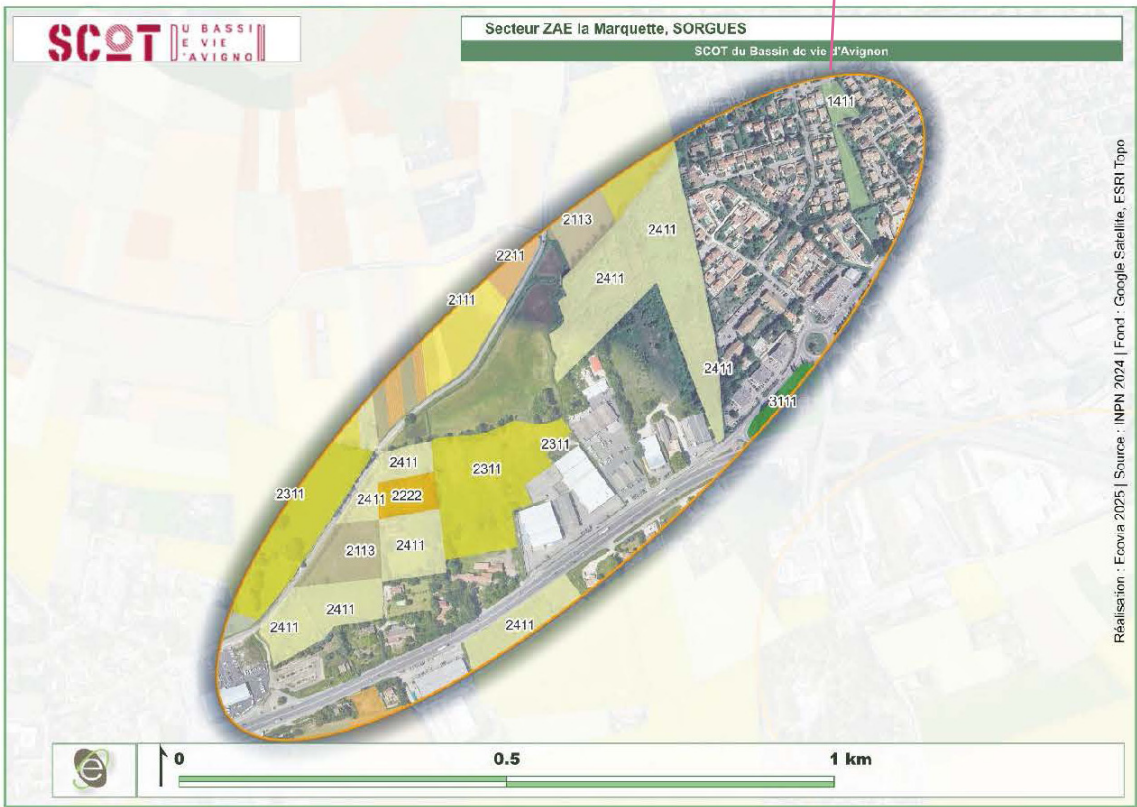 SCOT DU BASSIN
DE VIE
D'AVIGNON
Secteur ZAE la Marquette, SORGUES
SCOT du Bassin de vie d'Avignon
1411
2113
2411
2211
2411
2111
2411
3111
2411
2311
2311
2311
2411
2222
2113
2411
2411
2411
2411
Réalisation : Ecovia 2025 | Source : INPN 2024 | Fond : Google Satellite, ESRI Topo
0 0.5 1 km